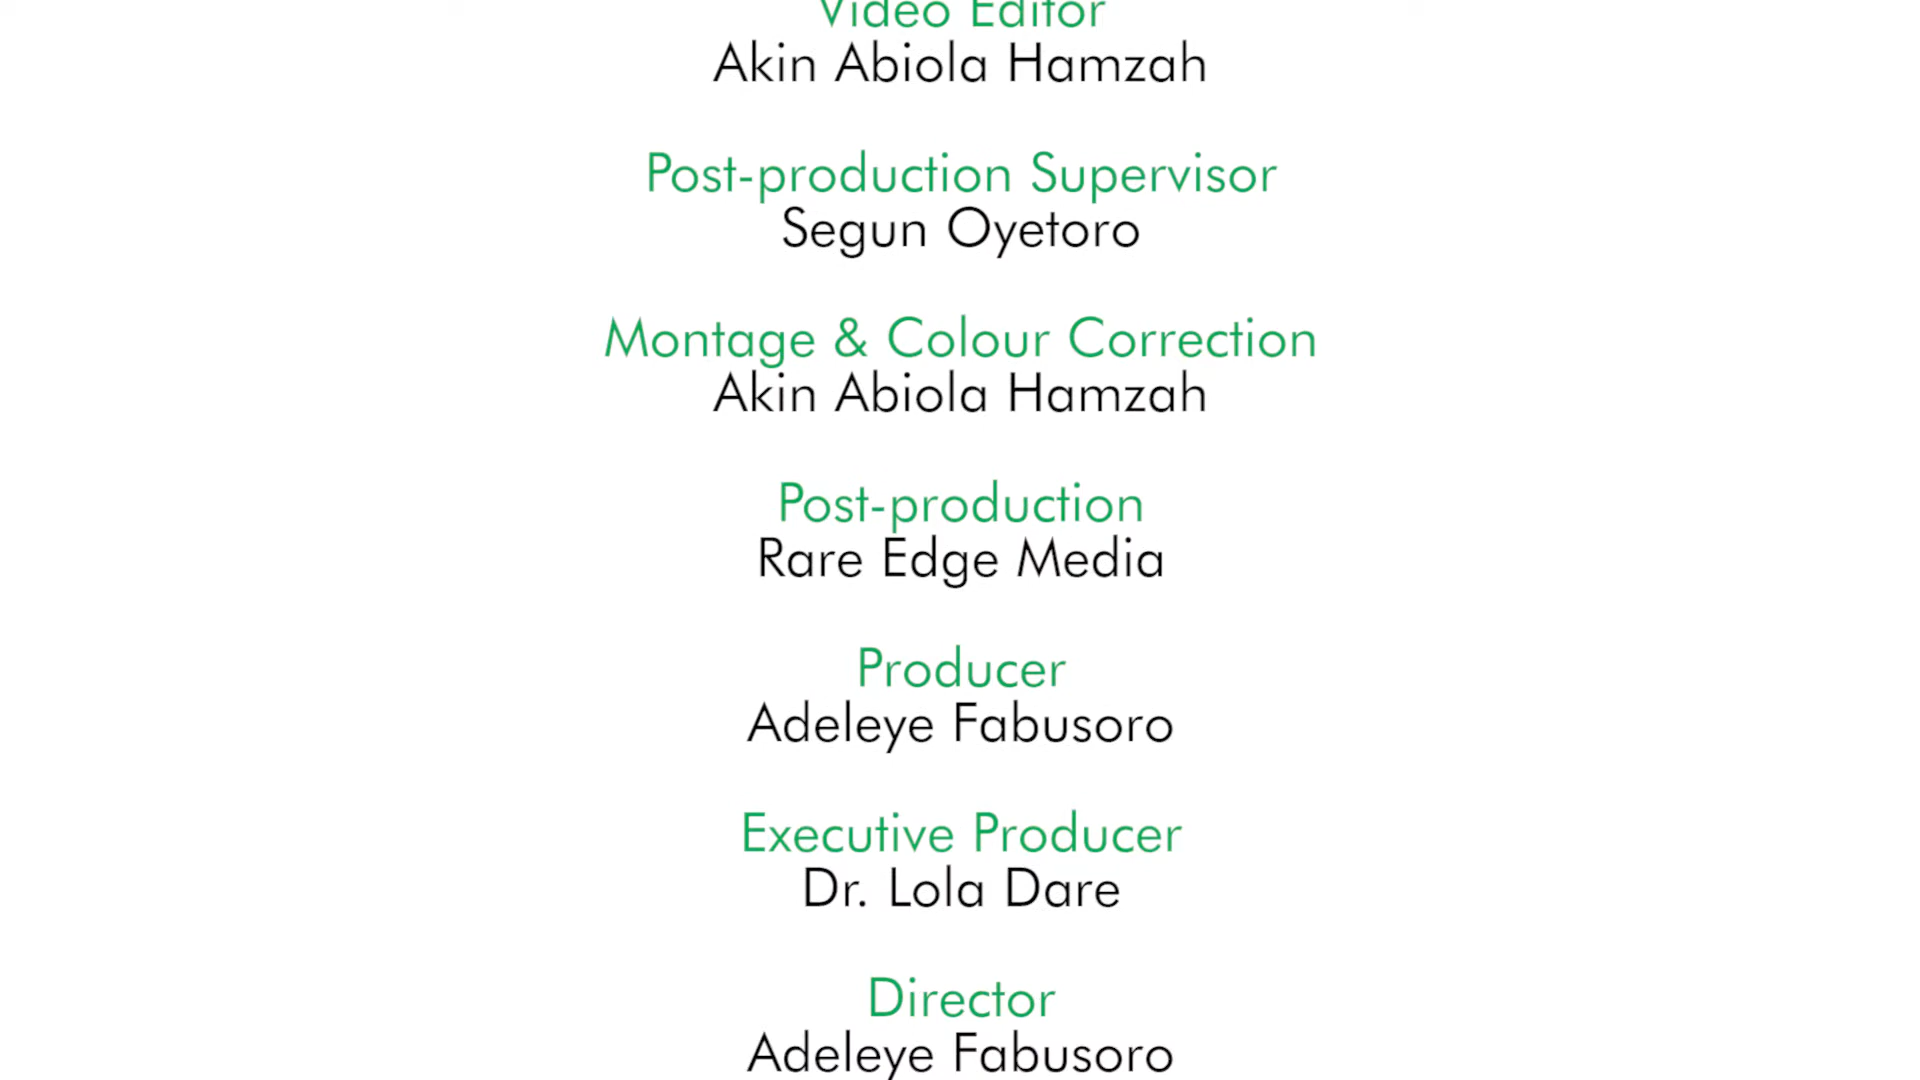 Video Editor
Akin Abiola Hamzah
Post-production Supervisor
Segun Oyetoro
Montage & Colour Correction
Akin Abiola Hamzah
Post-production
Rare Edge Media
Producer
Adeleye Fabusoro
Executive Producer
Dr. Lola Dare
Director
Adeleye Fabusoro